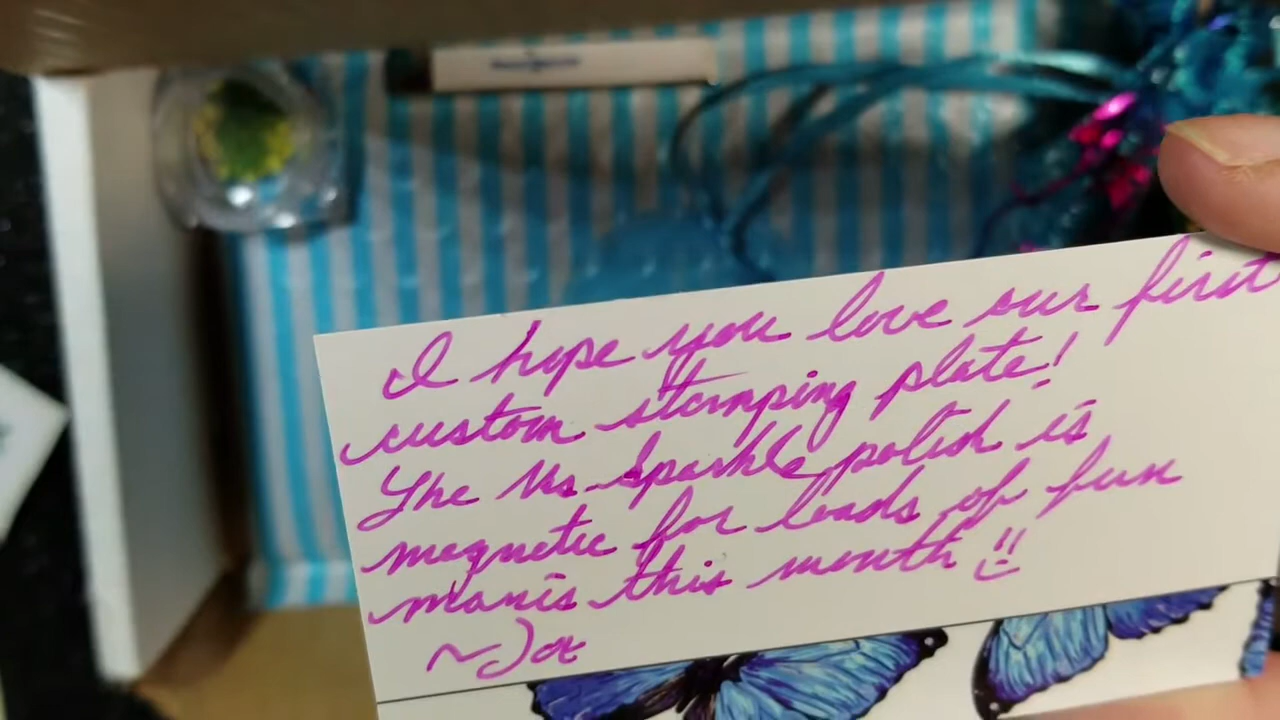 I hope you love our first
custom stamping plate!
The Ms. Sparkle polish is
magnetic for loads of fun
manis this month